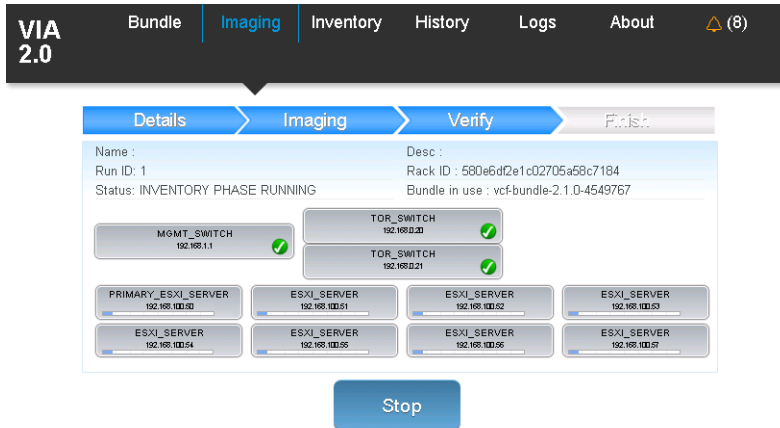 VIA 2.0
Bundle Imaging Inventory History Logs About (8)
Details Imaging Verify Finish
Name : Desc :
Run ID: 1 Rack ID : 580e6df2e1c02705a58c7184
Status: INVENTORY PHASE RUNNING Bundle in use : vcf-bundle-2.1.0-4549767
MGMT_SWITCH
192.168.1.1
TOR_SWITCH
192.168.0.20
TOR_SWITCH
192.168.0.21
PRIMARY_ESXI_SERVER
192.168.100.50
ESXI_SERVER
192.168.100.51
ESXI_SERVER
192.168.100.52
ESXI_SERVER
192.168.100.53
ESXI_SERVER
192.168.100.54
ESXI_SERVER
192.168.100.55
ESXI_SERVER
192.168.100.56
ESXI_SERVER
192.168.100.57
Stop